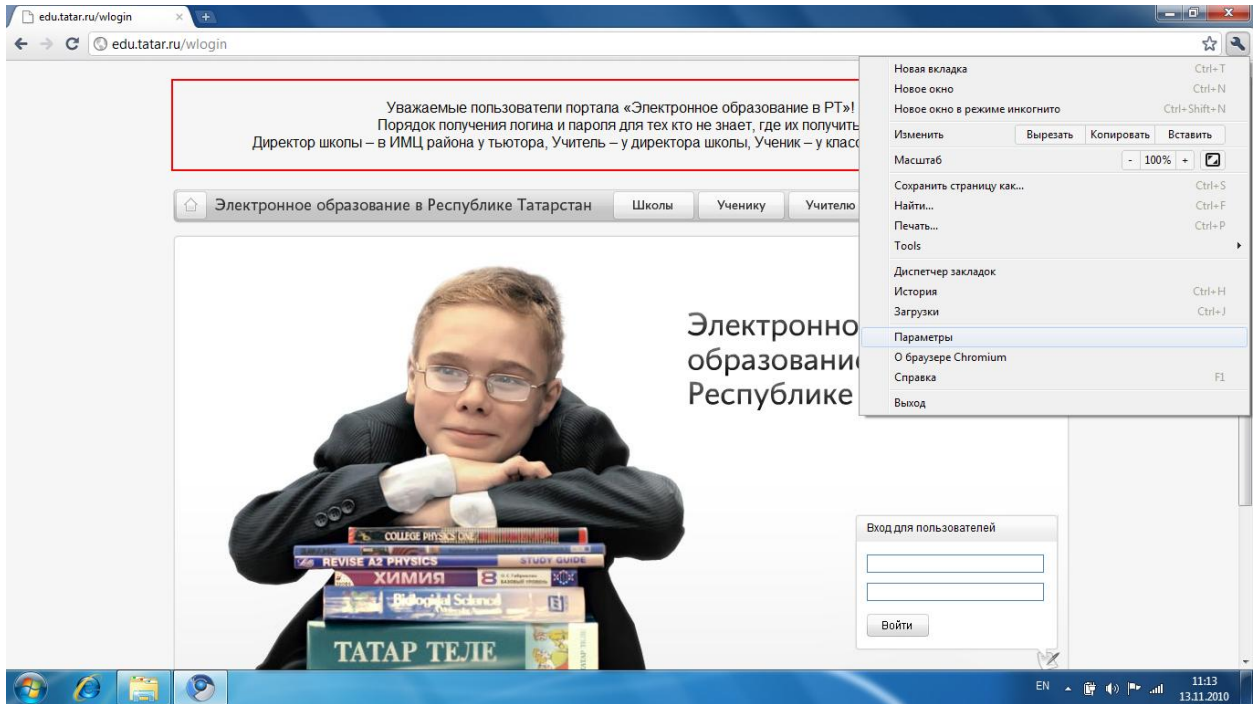 edu.tatar.ru/wlogin
edu.tatar.ru/wlogin
Уважаемые пользователи портала «Электронное образование в РТ»!
Порядок получения логина и пароля для тех кто не знает, где их получить
Директор школы – в ИМЦ района у тьютора, Учитель – у директора школы, Ученик – у клас
Электронное образование в Республике Татарстан
Школы
Ученику
Учителю
Электронно
образовани
Республике
COLLEGE PHYSICS ONE
REVISE A2 PHYSICS
STUDY GUIDE
ХИМИЯ 8
Biological Science
ТАТАР ТЕЛЕ
Вход для пользователей
Войти
Новая вкладка Ctrl+T
Новое окно Ctrl+N
Новое окно в режиме инкогнито Ctrl+Shift+N
Изменить Вырезать Копировать Вставить
Масштаб - 100% +
Сохранить страницу как... Ctrl+S
Найти... Ctrl+F
Печать... Ctrl+P
Tools
Диспетчер закладок
История Ctrl+H
Загрузки Ctrl+J
Параметры
О браузере Chromium
Справка F1
Выход
EN
11:13
13.11.2010